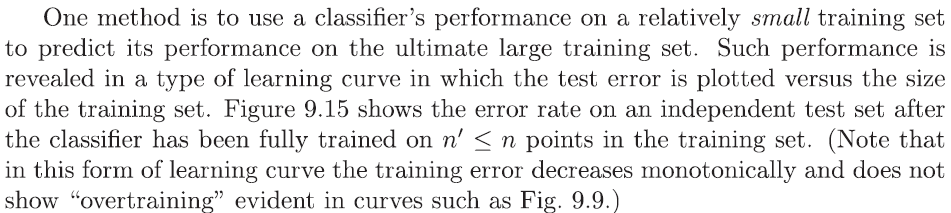 One method is to use a classifier's performance on a relatively small training set
to predict its performance on the ultimate large training set. Such performance is
revealed in a type of learning curve in which the test error is plotted versus the size
of the training set. Figure 9.15 shows the error rate on an independent test set after
the classifier has been fully trained on n′ ≤ n points in the training set. (Note that
in this form of learning curve the training error decreases monotonically and does not
show “overtraining” evident in curves such as Fig. 9.9.)